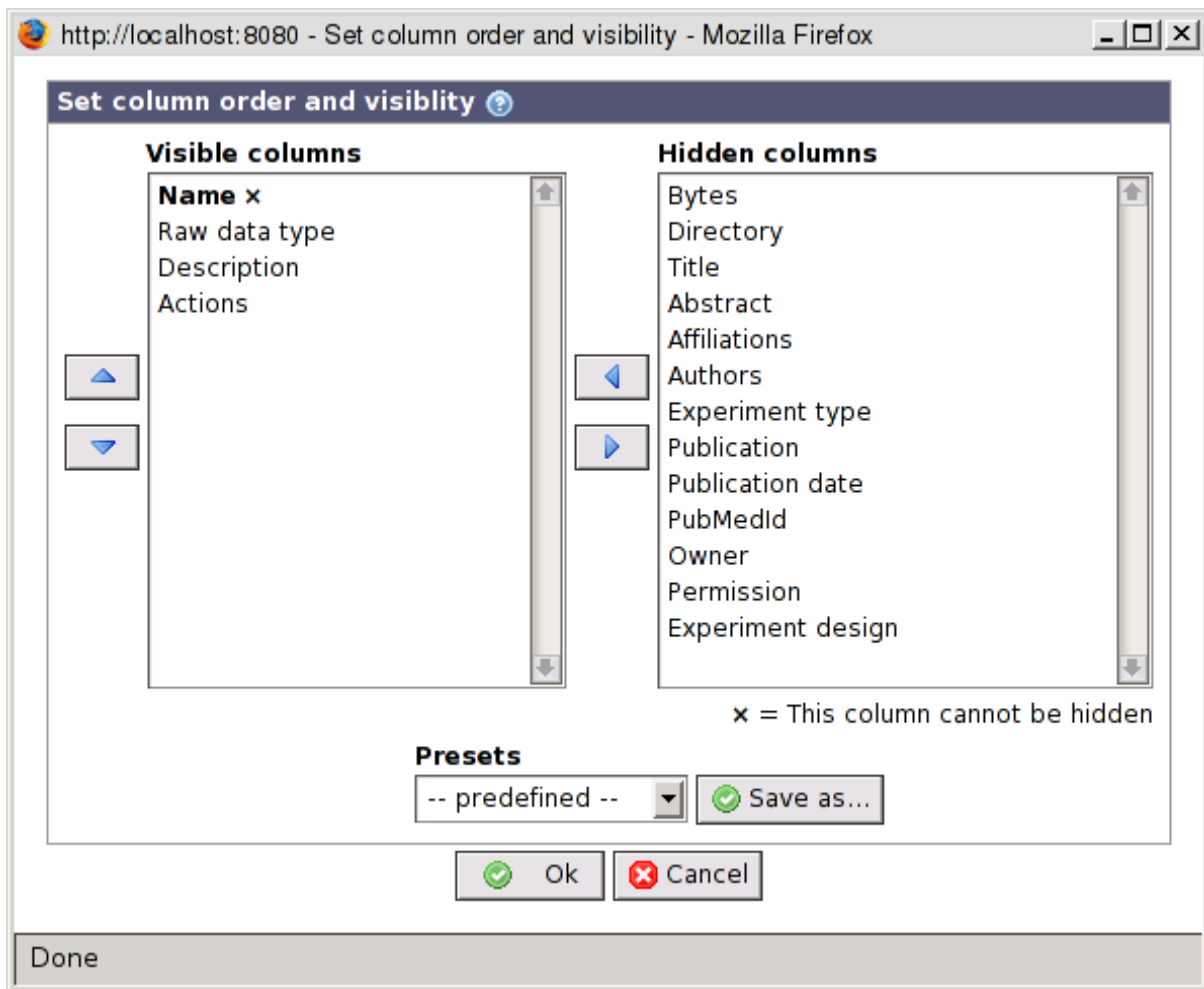 http://localhost:8080 - Set column order and visibility - Mozilla Firefox
Set column order and visiblity ?
Visible columns
Name ×
Raw data type
Description
Actions
Hidden columns
Bytes
Directory
Title
Abstract
Affiliations
Authors
Experiment type
Publication
Publication date
PubMedId
Owner
Permission
Experiment design
× = This column cannot be hidden
Presets
-- predefined --
Save as...
Ok
Cancel
Done